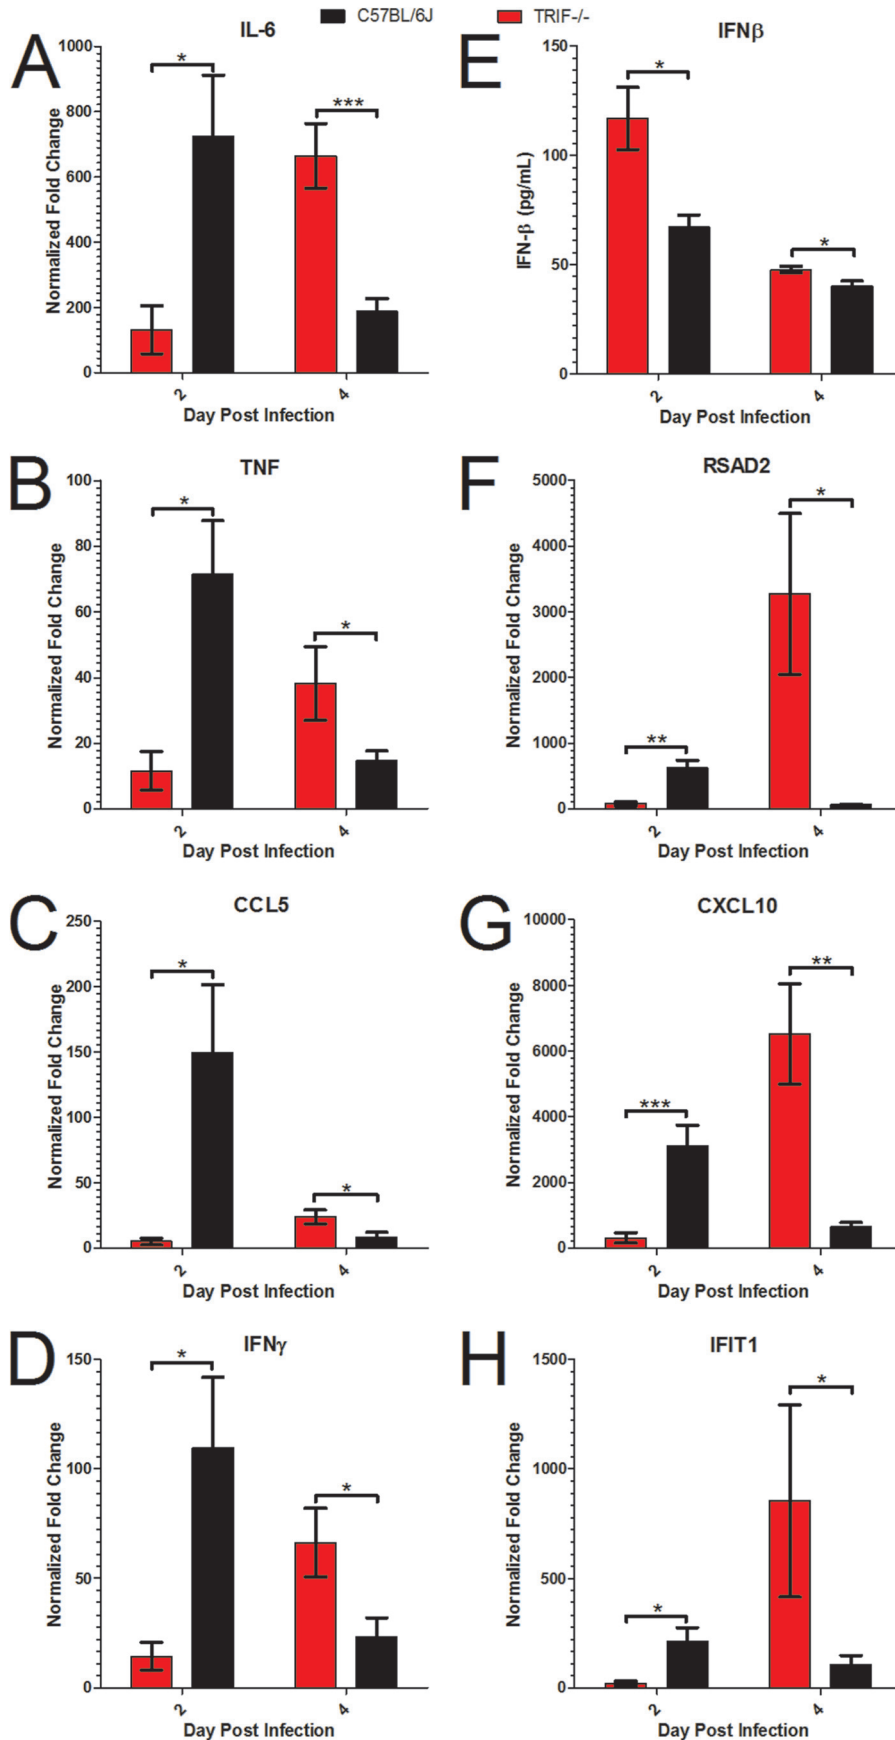 C57BL/6J TRIF-/-
A
IL-6
Normalized Fold Change
1000
800
600
400
200
0
*
***
2 4
Day Post Infection
E
IFNβ
IFN-β (pg/mL)
150
100
50
0
*
*
2 4
Day Post Infection
B
TNF
Normalized Fold Change
100
80
60
40
20
0
*
*
2 4
Day Post Infection
F
RSAD2
Normalized Fold Change
5000
4000
3000
2000
1000
0
**
*
2 4
Day Post Infection
C
CCL5
Normalized Fold Change
250
200
150
100
50
0
*
*
2 4
Day Post Infection
G
CXCL10
Normalized Fold Change
10000
8000
6000
4000
2000
0
***
**
2 4
Day Post Infection
D
IFNγ
Normalized Fold Change
150
100
50
0
*
*
2 4
Day Post Infection
H
IFIT1
Normalized Fold Change
1500
1000
500
0
*
*
2 4
Day Post Infection